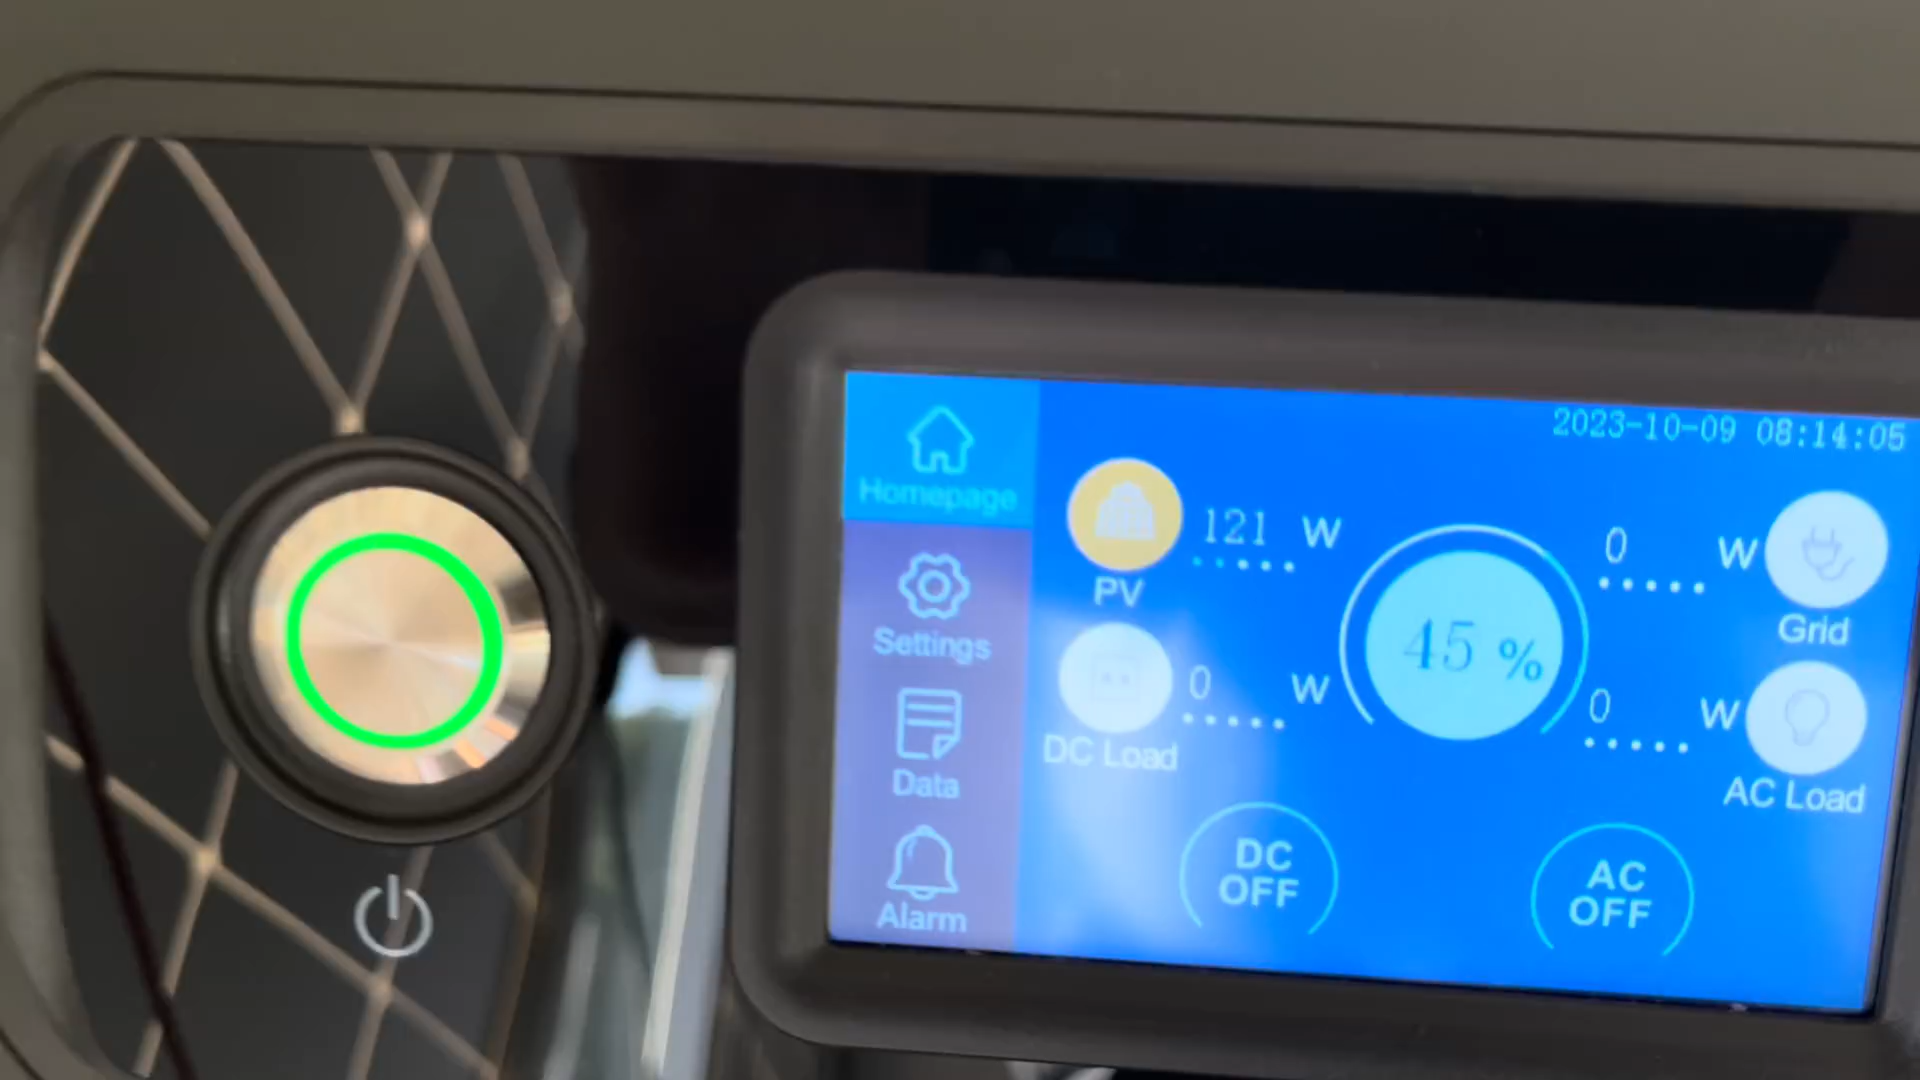 2023-10-09 08:14:05
Homepage
121 W
PV
0 W
Grid
45 %
Settings
0 W
DC Load
0 W
AC Load
Data
DC
OFF
AC
OFF
Alarm